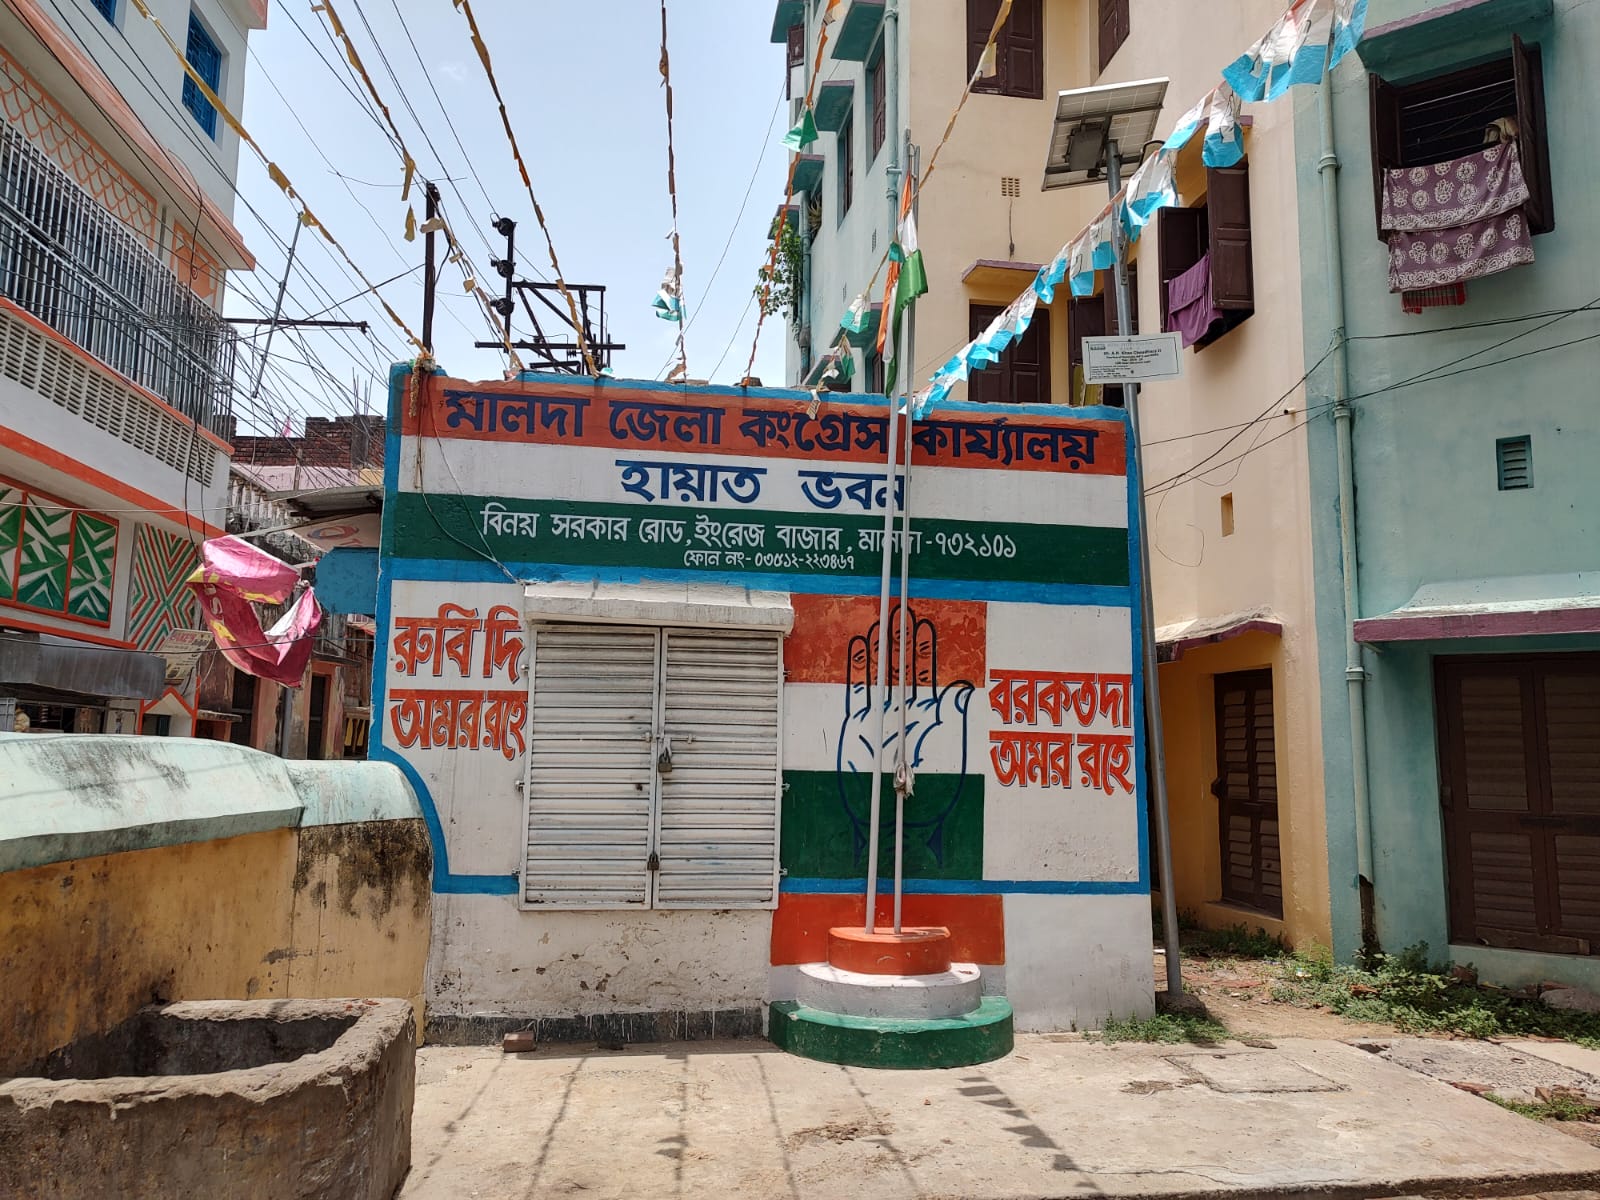 মালদা জেলা কংগ্রেস কার্য্যালয়
হায়াত ভবন
বিনয় সরকার রোড, ইংরেজ বাজার, মালদা-৭৩২১০১
ফোন নং- ০৩৫১২-২২৩৪৬৭
রুবি দি
অমর রহে
বরকতদা
অমর রহে